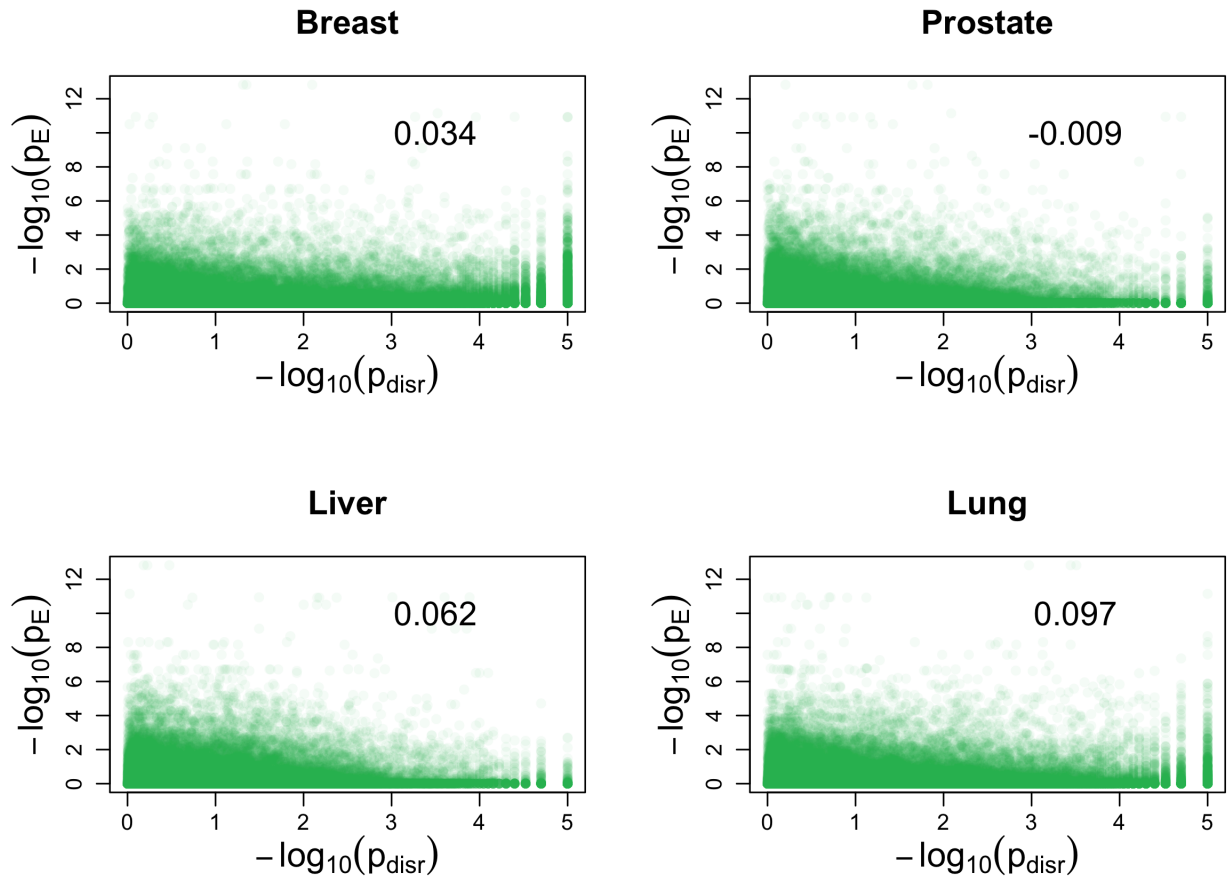 Breast
Prostate
−log10(pE)
0 2 4 6 8 12
0.034
0 1 2 3 4 5
−log10(pdisr)
−log10(pE)
0 2 4 6 8 12
-0.009
0 1 2 3 4 5
−log10(pdisr)
Liver
Lung
−log10(pE)
0 2 4 6 8 12
0.062
0 1 2 3 4 5
−log10(pdisr)
−log10(pE)
0 2 4 6 8 12
0.097
0 1 2 3 4 5
−log10(pdisr)